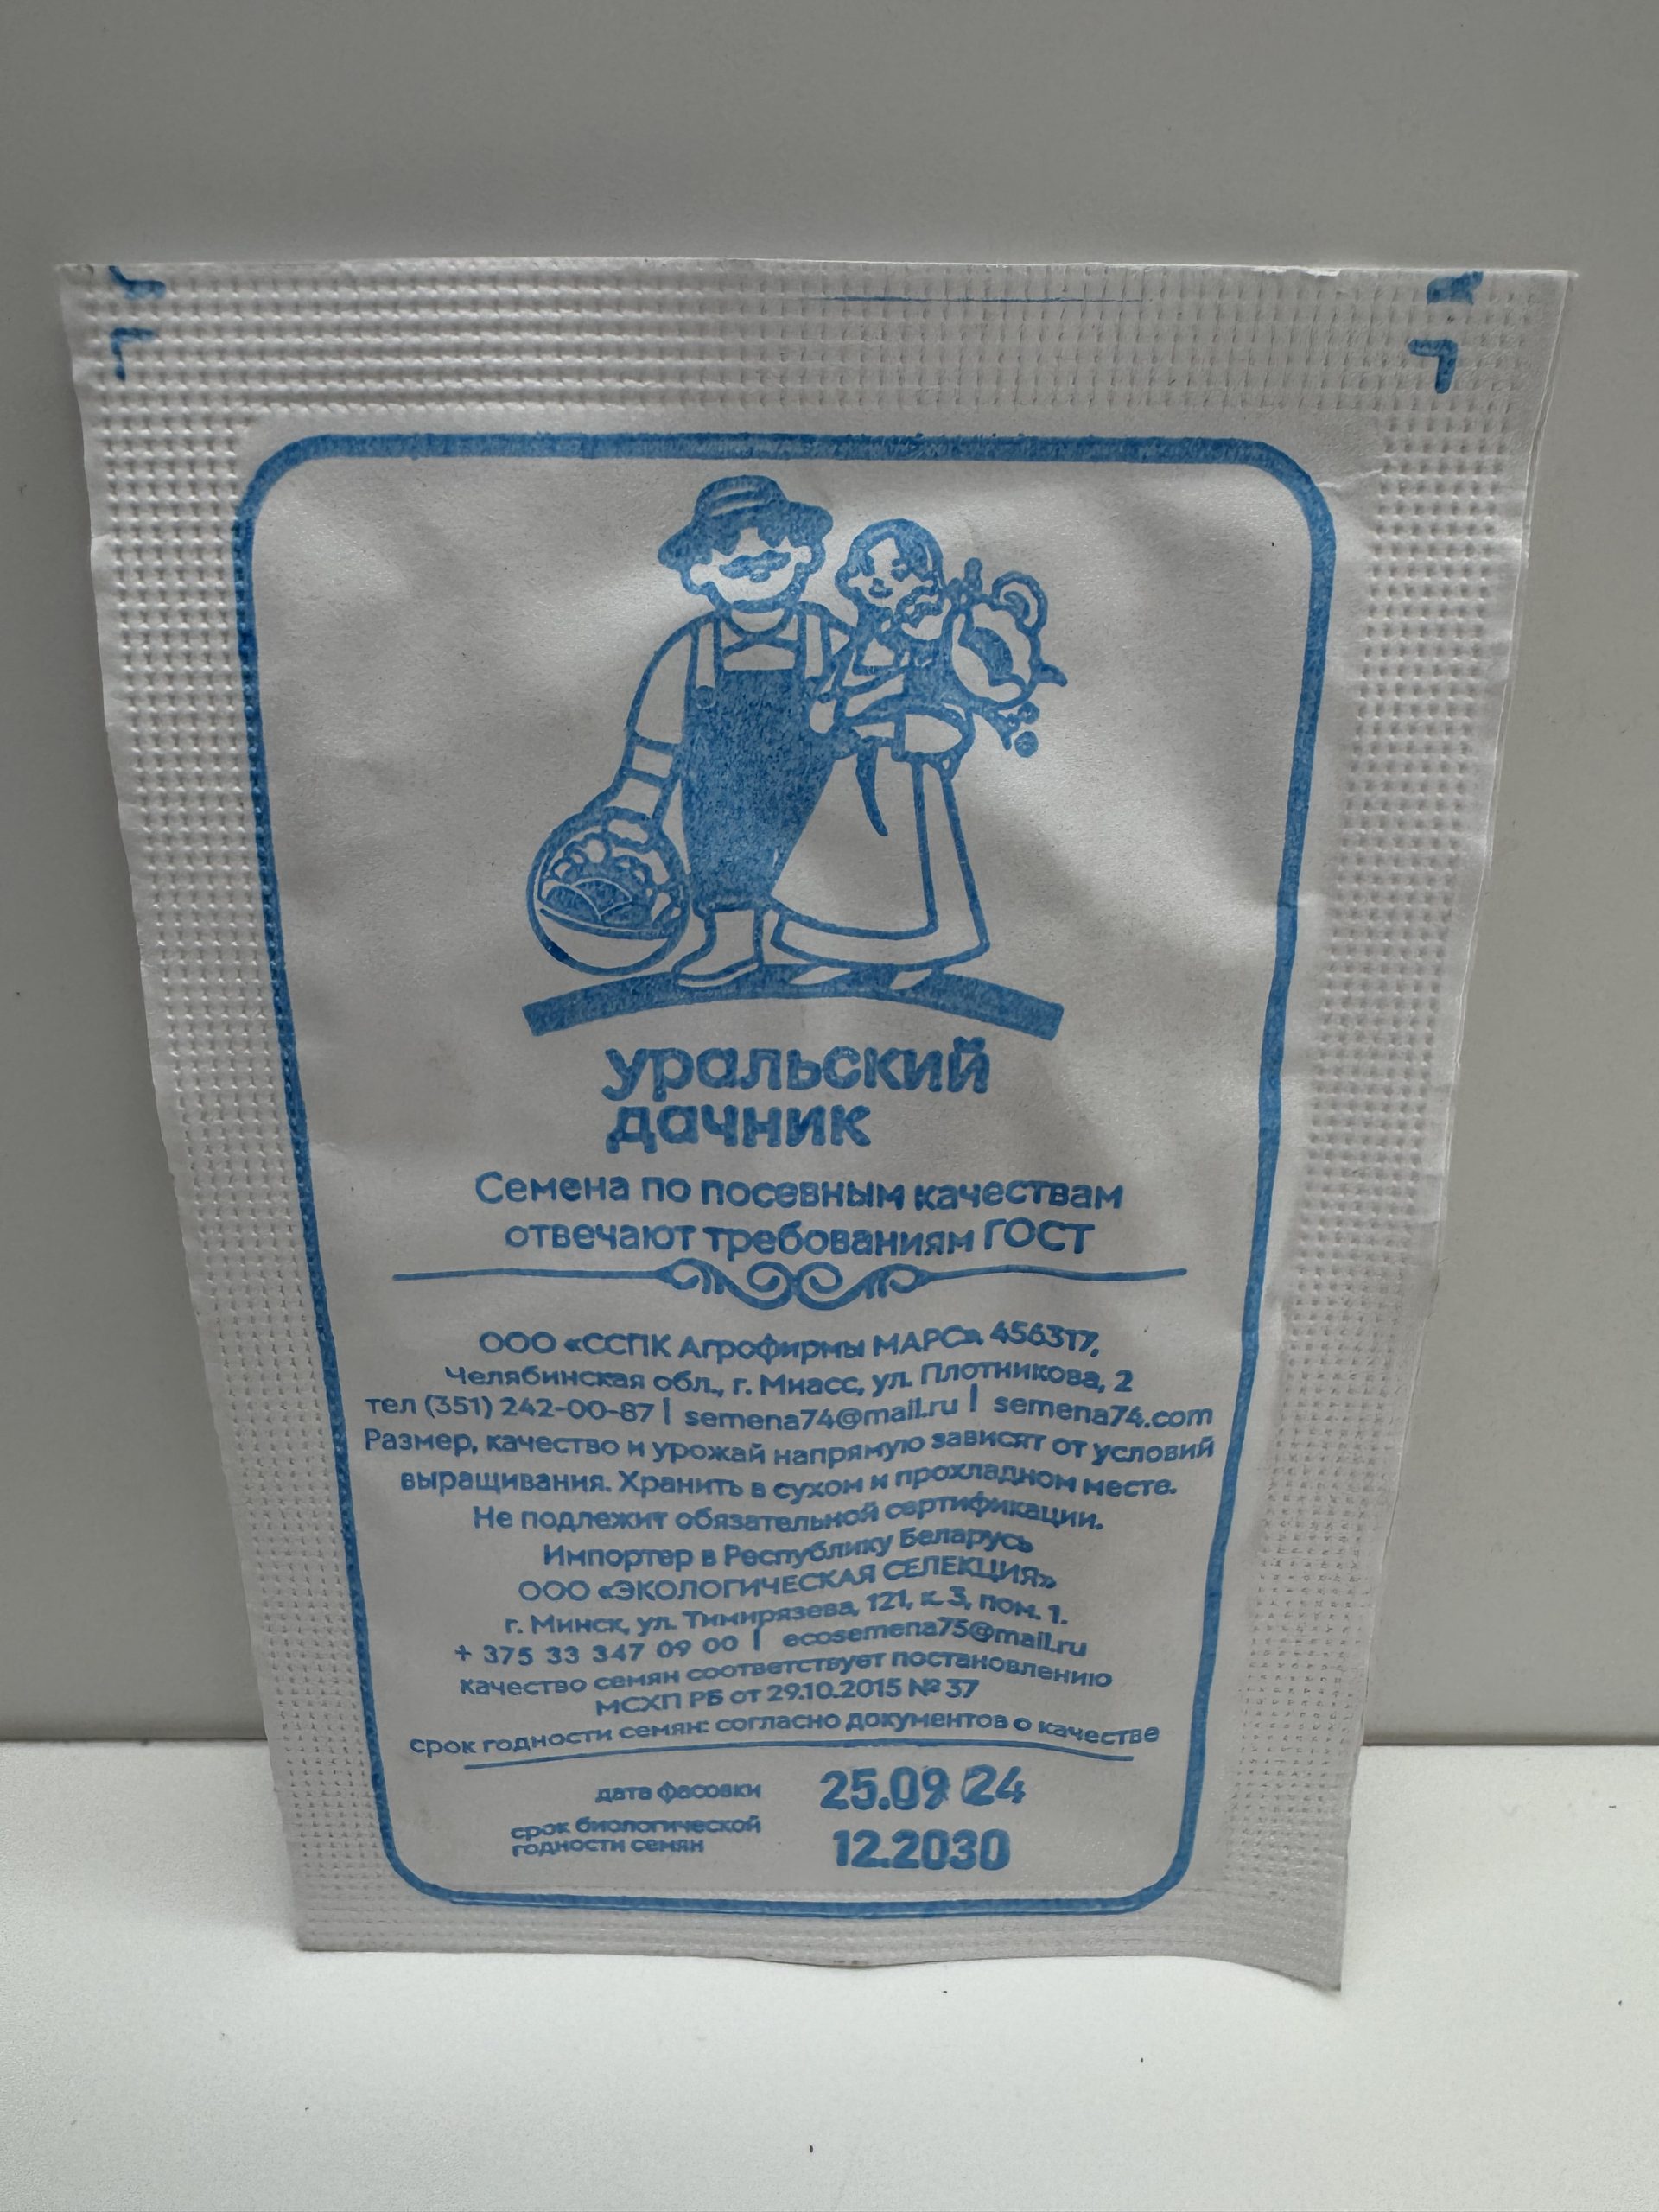 уральский
дачник
Семена по посевным качествам
отвечают требованиям ГОСТ
ООО «ССПК Агрофирмы МАРС» 456317,
Челябинская обл., г. Миасс, ул. Плотникова, 2
тел (351) 242-00-87 | semena74@mail.ru | semena74.com
Размер, качество и урожай напрямую зависят от условий
выращивания. Хранить в сухом и прохладном месте.
Не подлежит обязательной сертификации.
Импортер в Республику Беларусь
ООО «ЭКОЛОГИЧЕСКАЯ СЕЛЕКЦИЯ»
г. Минск, ул. Тимирязева, 121, к. 3, пом. 1.
+ 375 33 347 09 00 | ecosemena75@mail.ru
качество семян соответствует постановлению
МСХП РБ от 29.10.2015 № 37
срок годности семян: согласно документов о качестве
дата фасовки 25.09 24
срок биологической
годности семян 12.2030